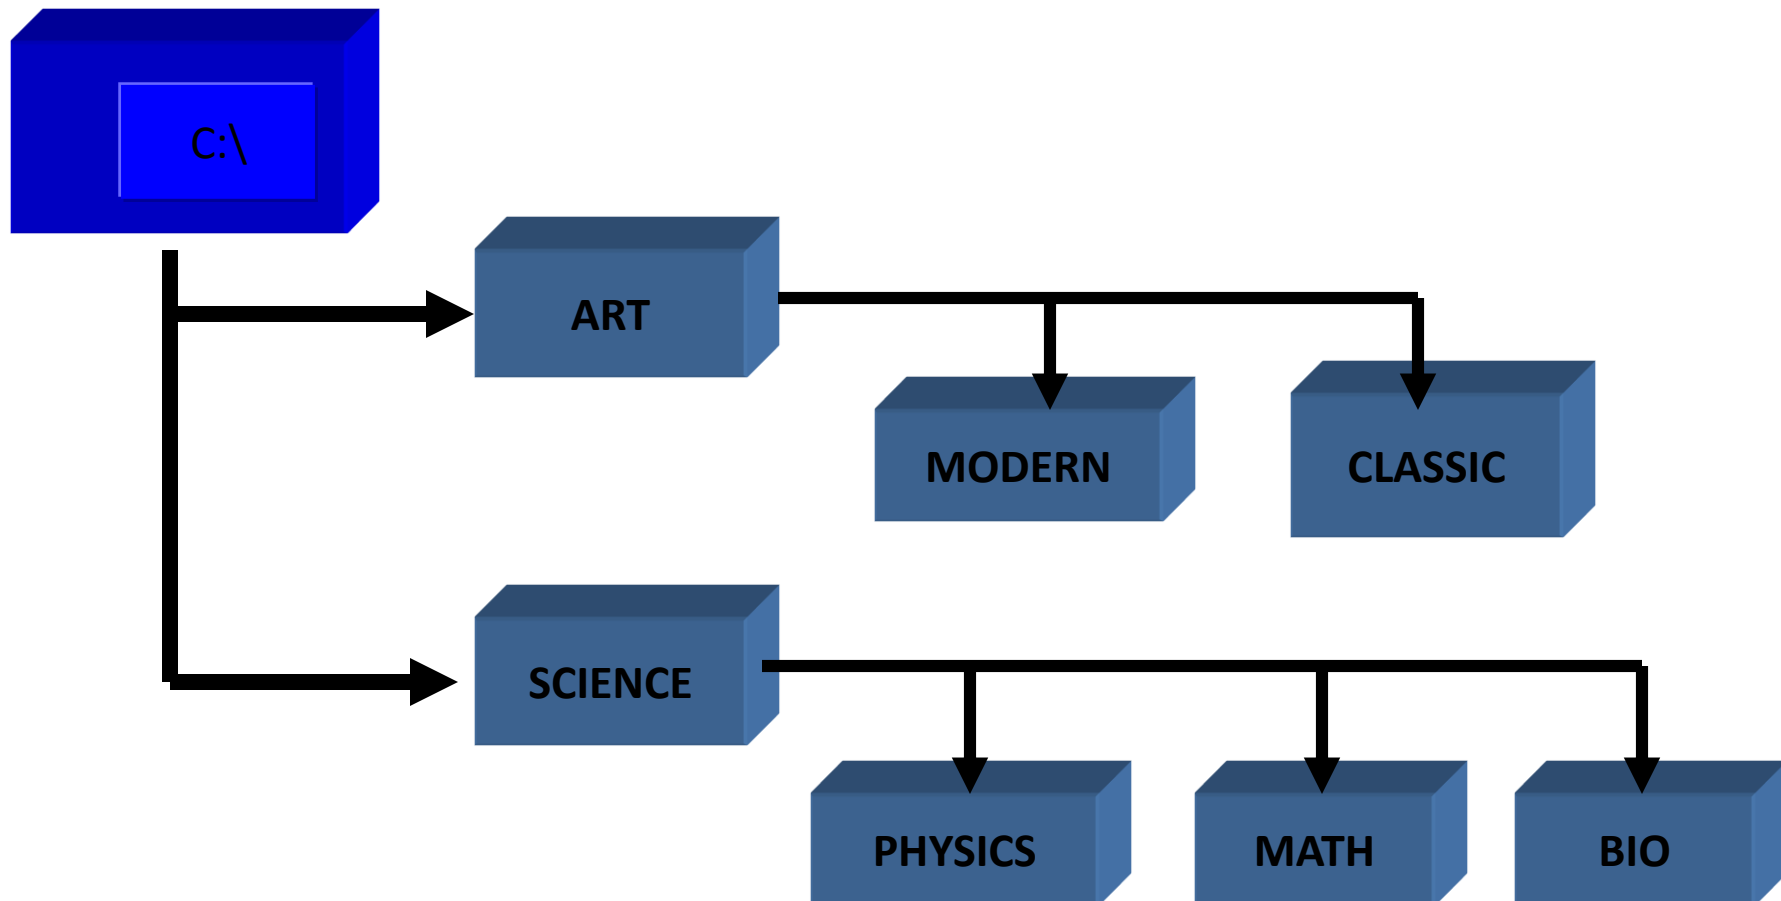 C:\
ART
MODERN
CLASSIC
SCIENCE
PHYSICS
MATH
BIO